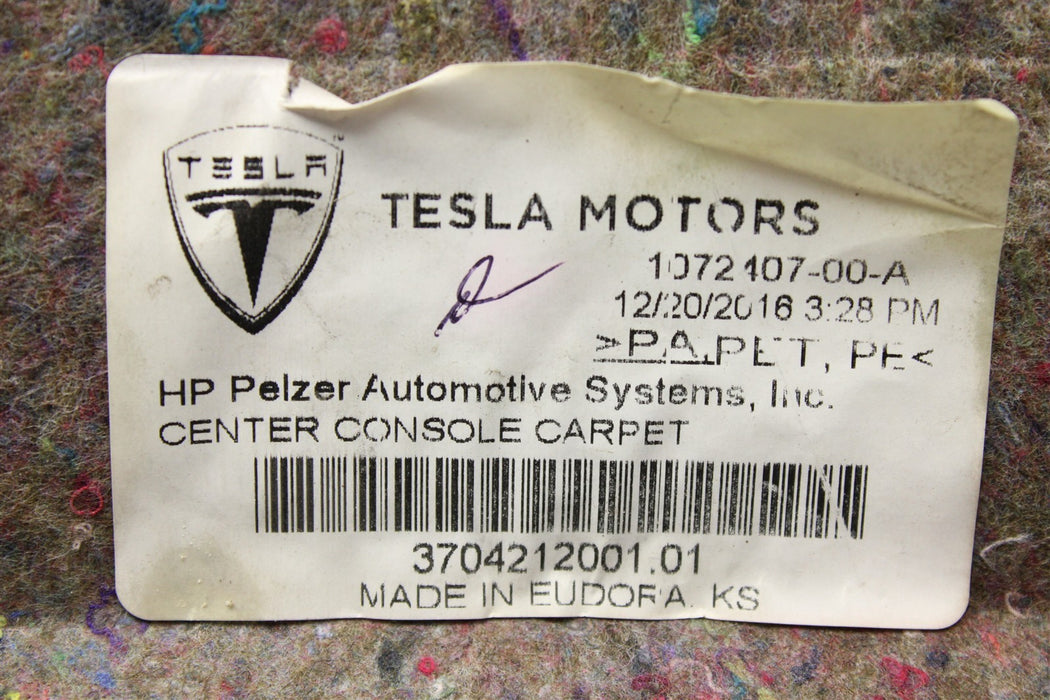 TESLA
TESLA MOTORS
1072407-00-A
12/20/2016 3:28 PM
>PA,PET, PE<
HP Pelzer Automotive Systems, Inc.
CENTER CONSOLE CARPET
3704212001.01
MADE IN EUDORA, KS